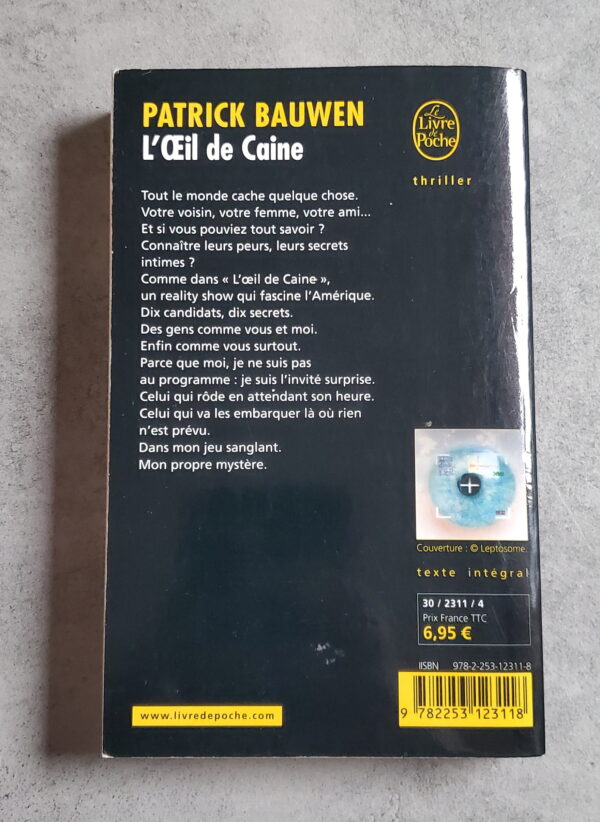 PATRICK BAUWEN
L'Œil de Caine
Le
Livre
de
Poche
thriller
Tout le monde cache quelque chose.
Votre voisin, votre femme, votre ami...
Et si vous pouviez tout savoir ?
Connaître leurs peurs, leurs secrets
intimes ?
Comme dans « L'œil de Caine »,
un reality show qui fascine l'Amérique.
Dix candidats, dix secrets.
Des gens comme vous et moi.
Enfin comme vous surtout.
Parce que moi, je ne suis pas
au programme : je suis l'invité surprise.
Celui qui rôde en attendant son heure.
Celui qui va les embarquer là où rien
n'est prévu.
Dans mon jeu sanglant.
Mon propre mystère.
Couverture : © Leptosome.
texte intégral
30 / 2311 / 4
Prix France TTC
6,95 €
IISBN 978-2-253-12311-8
9 782253 123118
www.livredepoche.com